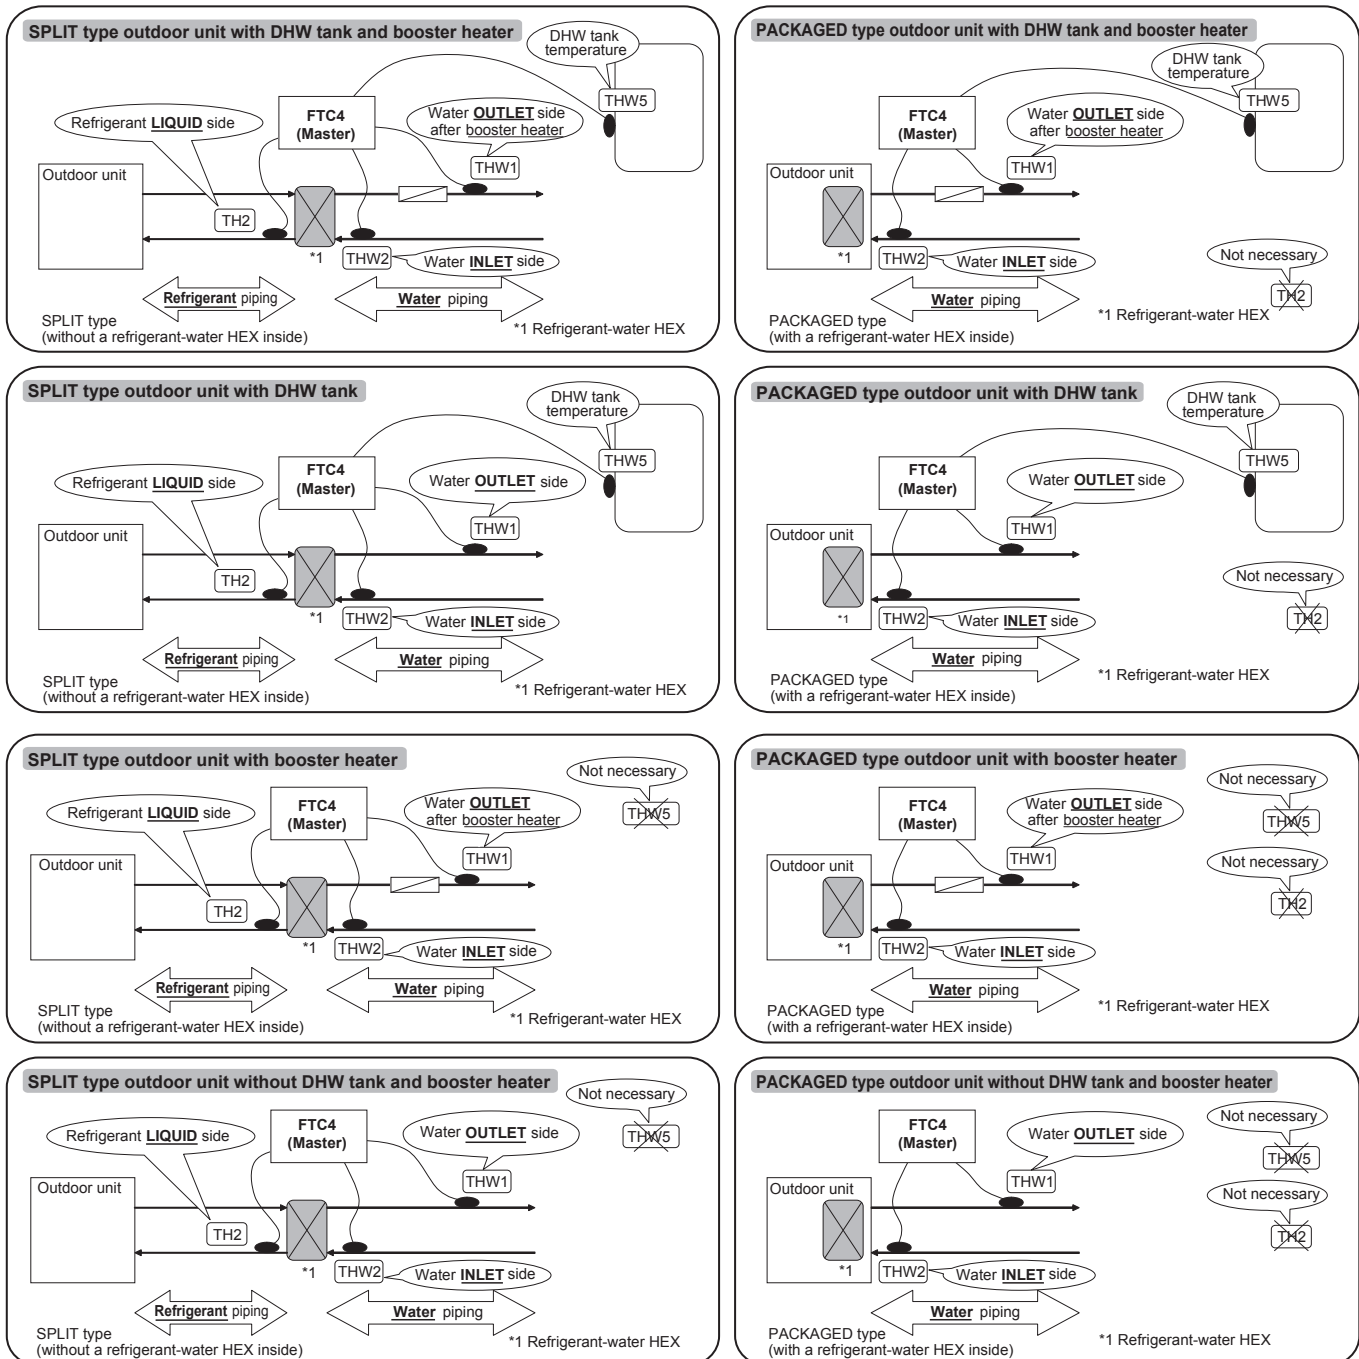 SPLIT type outdoor unit with DHW tank and booster heater
DHW tank
temperature
THW5
FTC4
(Master)
Refrigerant LIQUID side
Water OUTLET side
after booster heater
THW1
Outdoor unit
TH2
*1
THW2
Water INLET side
Refrigerant piping
Water piping
SPLIT type
(without a refrigerant-water HEX inside)
*1 Refrigerant-water HEX
PACKAGED type outdoor unit with DHW tank and booster heater
DHW tank
temperature
THW5
FTC4
(Master)
Water OUTLET side
after booster heater
THW1
Outdoor unit
*1
THW2
Water INLET side
Not necessary
TH2
Water piping
*1 Refrigerant-water HEX
PACKAGED type
(with a refrigerant-water HEX inside)
SPLIT type outdoor unit with DHW tank
DHW tank
temperature
THW5
FTC4
(Master)
Refrigerant LIQUID side
Water OUTLET side
THW1
Outdoor unit
TH2
*1
THW2
Water INLET side
Refrigerant piping
Water piping
SPLIT type
(without a refrigerant-water HEX inside)
*1 Refrigerant-water HEX
PACKAGED type outdoor unit with DHW tank
DHW tank
temperature
THW5
FTC4
(Master)
Water OUTLET side
THW1
Outdoor unit
Not necessary
TH2
*1
THW2
Water INLET side
Water piping
*1 Refrigerant-water HEX
PACKAGED type
(with a refrigerant-water HEX inside)
SPLIT type outdoor unit with booster heater
Not necessary
THW5
FTC4
(Master)
Refrigerant LIQUID side
Water OUTLET
after booster heater
THW1
Outdoor unit
TH2
*1
THW2
Water INLET side
Refrigerant piping
Water piping
SPLIT type
(without a refrigerant-water HEX inside)
*1 Refrigerant-water HEX
PACKAGED type outdoor unit with booster heater
Not necessary
THW5
FTC4
(Master)
Water OUTLET side
after booster heater
THW1
Outdoor unit
Not necessary
TH2
*1
THW2
Water INLET side
Water piping
*1 Refrigerant-water HEX
PACKAGED type
(with a refrigerant-water HEX inside)
SPLIT type outdoor unit without DHW tank and booster heater
Not necessary
THW5
FTC4
(Master)
Refrigerant LIQUID side
Water OUTLET side
THW1
Outdoor unit
TH2
*1
THW2
Water INLET side
Refrigerant piping
Water piping
SPLIT type
(without a refrigerant-water HEX inside)
*1 Refrigerant-water HEX
PACKAGED type outdoor unit without DHW tank and booster heater
Not necessary
THW5
FTC4
(Master)
Water OUTLET side
THW1
Outdoor unit
Not necessary
TH2
*1
THW2
Water INLET side
Water piping
*1 Refrigerant-water HEX
PACKAGED type
(with a refrigerant-water HEX inside)